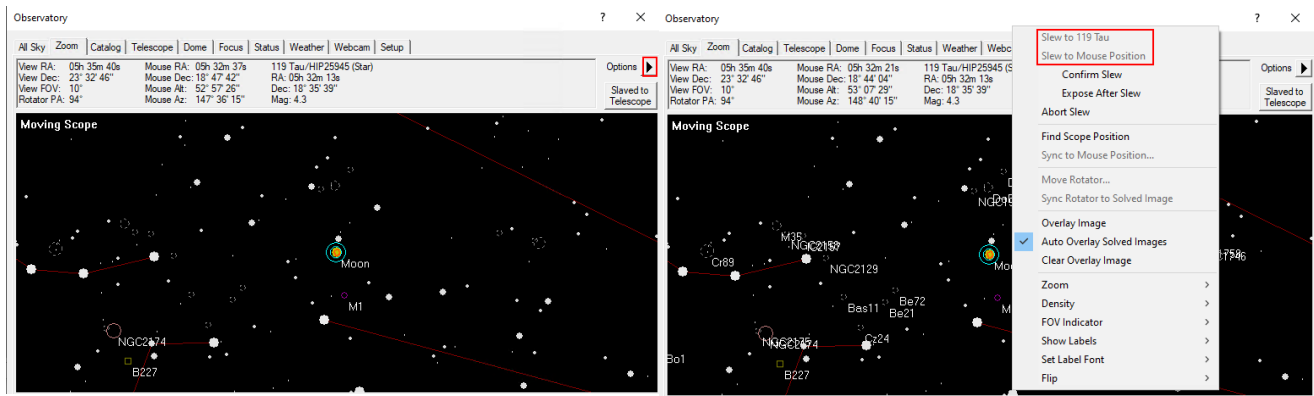 Observatory ? ×
All Sky Zoom Catalog Telescope Dome Focus Status Weather Webcam Setup
View RA: 05h 35m 40s Mouse RA: 05h 32m 37s 119 Tau/HIP25945 (Star) Options
View Dec: 23° 32' 46" Mouse Dec: 18° 47' 42" RA: 05h 32m 13s
View FOV: 10° Mouse Alt: 52° 57' 26" Dec: 18° 35' 39" Slaved to
Rotator PA: 94° Mouse Az: 147° 36' 15" Mag: 4.3 Telescope
Moving Scope
Moon
M1
NGC2174
B227
Observatory ? ×
All Sky Zoom Catalog Telescope Dome Focus Status Weather Webc
View RA: 05h 35m 40s Mouse RA: 05h 32m 21s 119 Tau/HIP25945 (S Options
View Dec: 23° 32' 46" Mouse Dec: 18° 44' 04" RA: 05h 32m 13s
View FOV: 10° Mouse Alt: 53° 07' 29" Dec: 18° 35' 39" Slaved to
Rotator PA: 94° Mouse Az: 148° 40' 15" Mag: 4.3 Telescope
Moving Scope
M35
NGC2158
Cr89
NGC2129
Bas11
Be72
Be21
Cz24
NGC2174
Bo1
B227
Slew to 119 Tau
Slew to Mouse Position
Confirm Slew
Expose After Slew
Abort Slew
Find Scope Position
Sync to Mouse Position...
Move Rotator...
Sync Rotator to Solved Image
Overlay Image
Auto Overlay Solved Images
Clear Overlay Image
Zoom
Density
FOV Indicator
Show Labels
Set Label Font
Flip